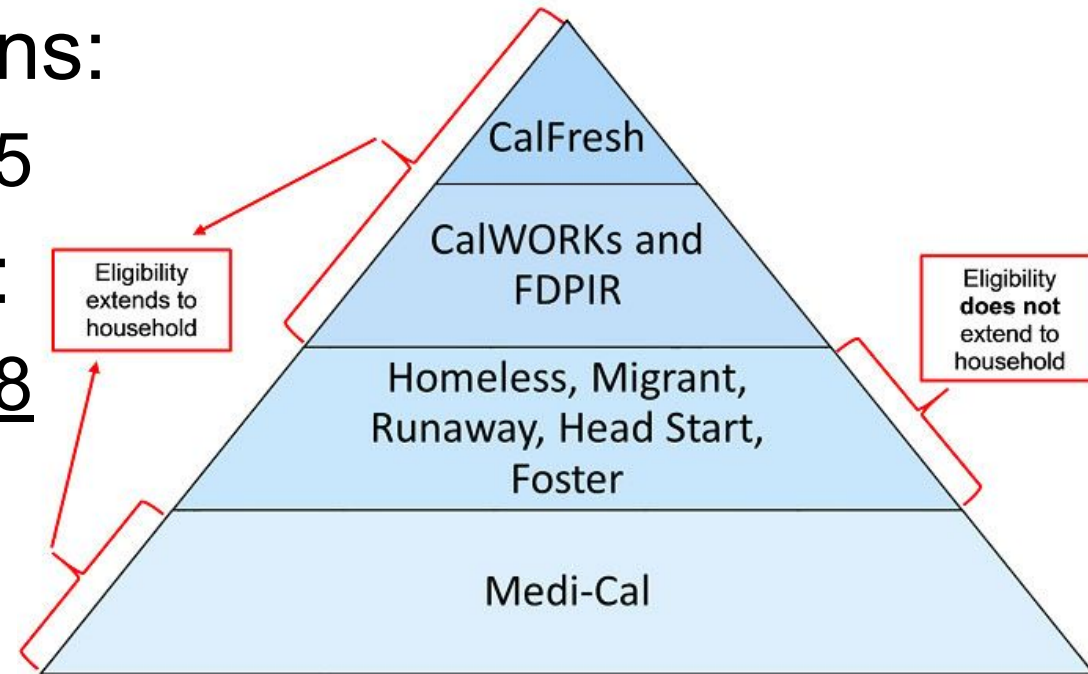 ns:
5
:
8
CalFresh
CalWORKs and
FDPIR
Homeless, Migrant,
Runaway, Head Start,
Foster
Medi-Cal
Eligibility
extends to
household
Eligibility
does not
extend to
household